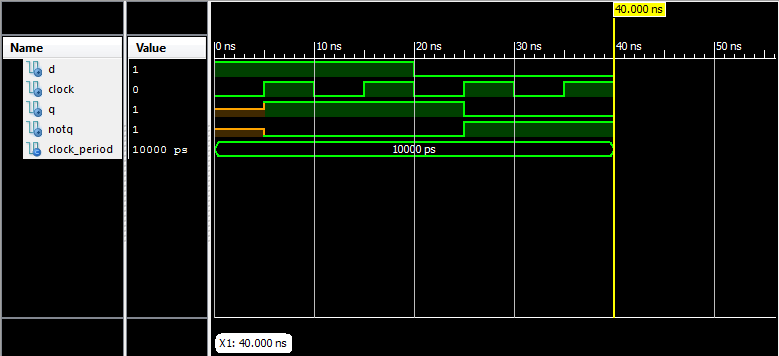 40.000 ns
Name Value 0 ns 10 ns 20 ns 30 ns 40 ns 50 ns
d 1
clock 0
q 1
notq 1
clock_period 10000 ps 10000 ps
X1: 40.000 ns